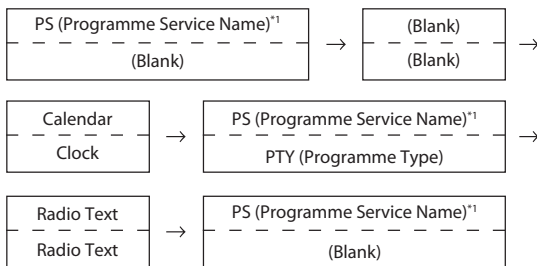 PS (Programme Service Name)*1 → (Blank) →
(Blank) (Blank)
Calendar → PS (Programme Service Name)*1 →
Clock PTY (Programme Type)
Radio Text → PS (Programme Service Name)*1
Radio Text (Blank)